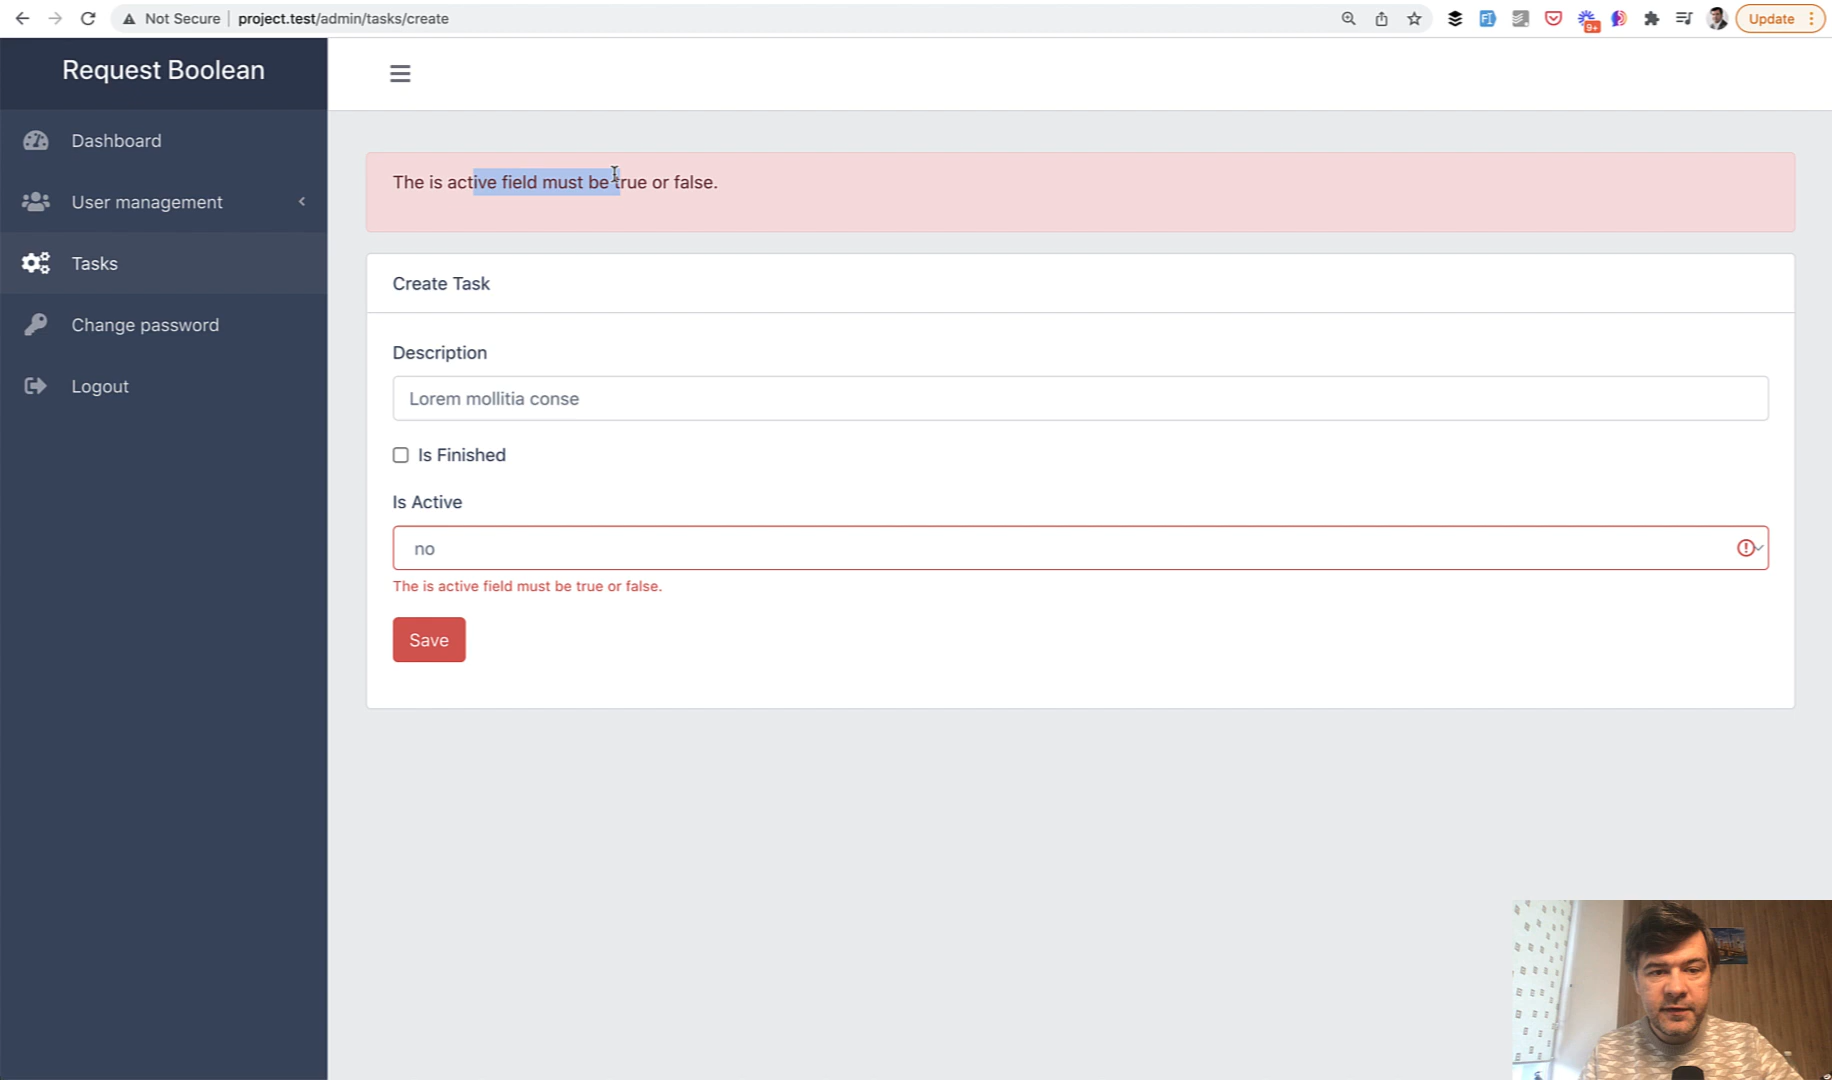 Not Secure
project.test/admin/tasks/create
9+
Update
Request Boolean
Dashboard
User management
Tasks
Change password
Logout
The is active field must be true or false.
Create Task
Description
Lorem mollitia conse
Is Finished
Is Active
no
The is active field must be true or false.
Save